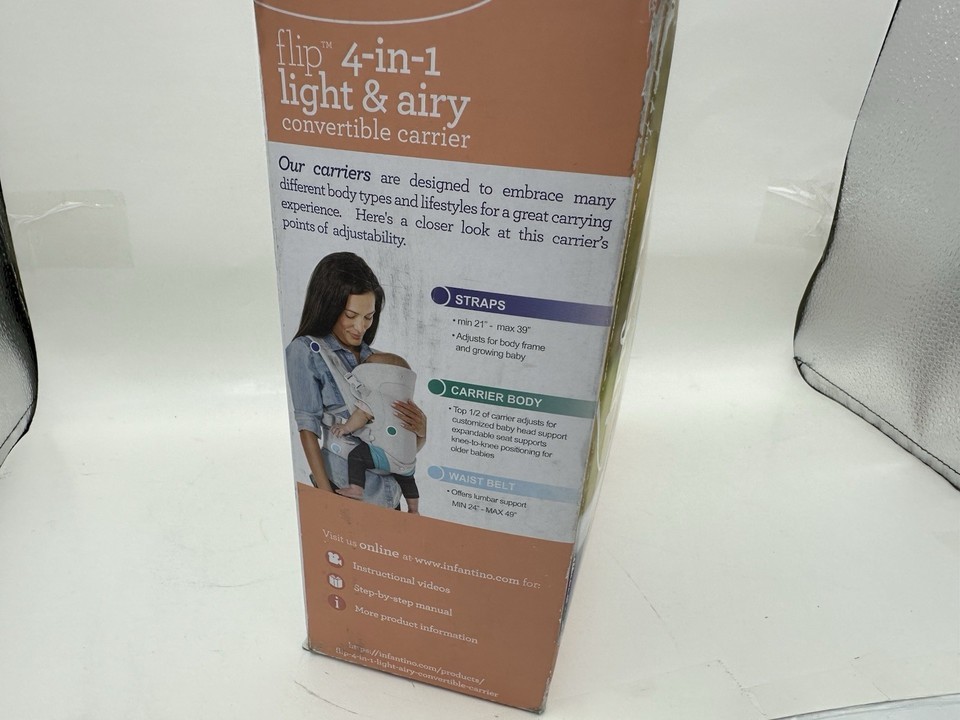 flip™ 4-in-1
light & airy
convertible carrier
Our carriers are designed to embrace many
different body types and lifestyles for a great carrying
experience. Here's a closer look at this carrier's
points of adjustability.
STRAPS
• min 21" - max 39"
• Adjusts for body frame
and growing baby
CARRIER BODY
• Top 1/2 of carrier adjusts for
customized baby head support
expandable seat supports
knee-to-knee positioning for
older babies
WAIST BELT
• Offers lumbar support
MIN 24" - MAX 49"
Visit us online at www.infantino.com for:
Instructional videos
Step-by-step manual
i More product information
https://infantino.com/products/
flip-4-in-1-light-airy-convertible-carrier